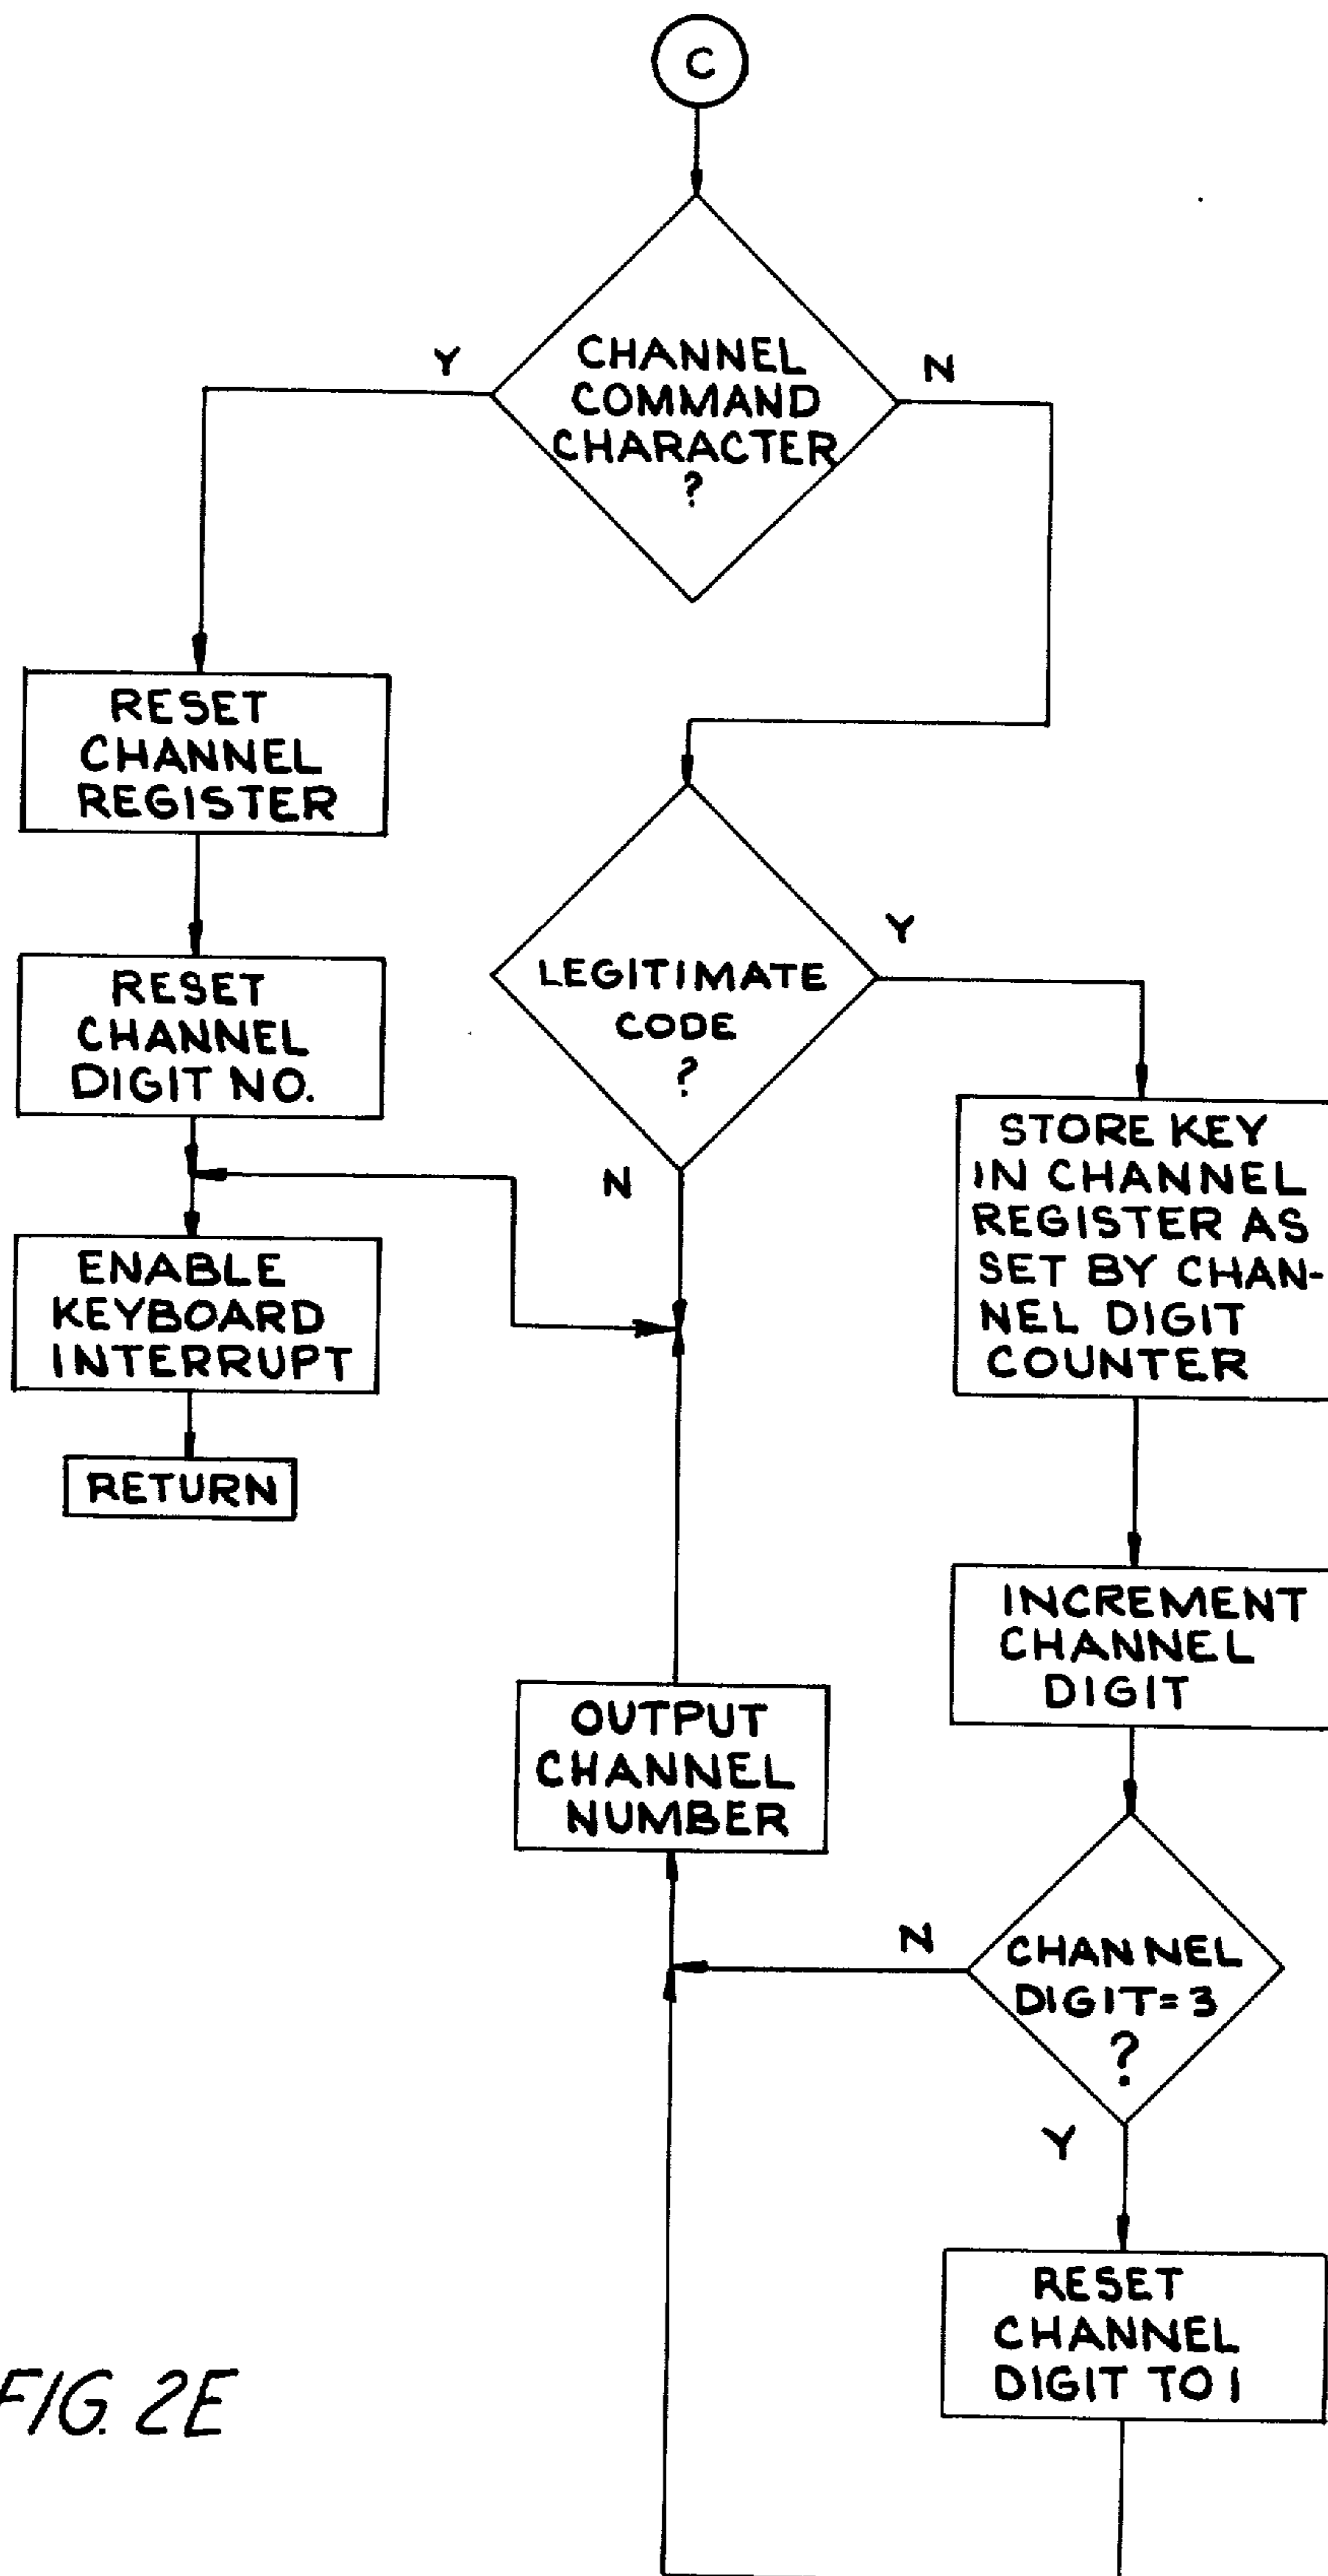 C
CHANNEL
COMMAND
CHARACTER
?
Y
N
RESET
CHANNEL
REGISTER
RESET
CHANNEL
DIGIT NO.
ENABLE
KEYBOARD
INTERRUPT
RETURN
LEGITIMATE
CODE
?
Y
N
STORE KEY
IN CHANNEL
REGISTER AS
SET BY CHAN-
NEL DIGIT
COUNTER
INCREMENT
CHANNEL
DIGIT
OUTPUT
CHANNEL
NUMBER
N
CHANNEL
DIGIT=3
?
Y
RESET
CHANNEL
DIGIT TO 1
FIG. 2E